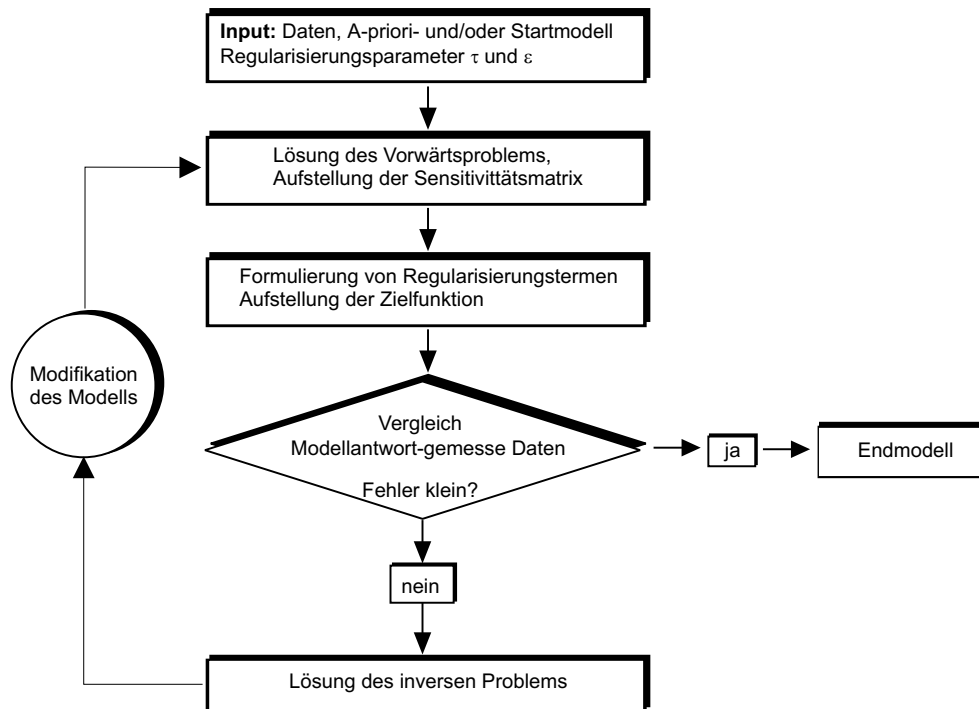 Input: Daten, A-priori- und/oder Startmodell
Regularisierungsparameter τ und ε
Lösung des Vorwärtsproblems,
Aufstellung der Sensitivittätsmatrix
Formulierung von Regularisierungstermen
Aufstellung der Zielfunktion
Modifikation
des Modells
Vergleich
Modellantwort-gemesse Daten
Fehler klein?
ja
Endmodell
nein
Lösung des inversen Problems